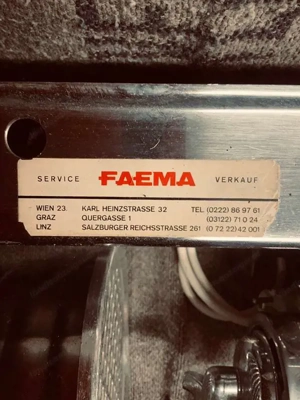 SERVICE FAEMA VERKAUF
WIEN 23. KARL HEINZSTRASSE 32 TEL. (0222) 86 97 61
GRAZ QUERGASSE 1 (03122) 71 0 24
LINZ SALZBURGER REICHSSTRASSE 261 (0 72 22) 42 001